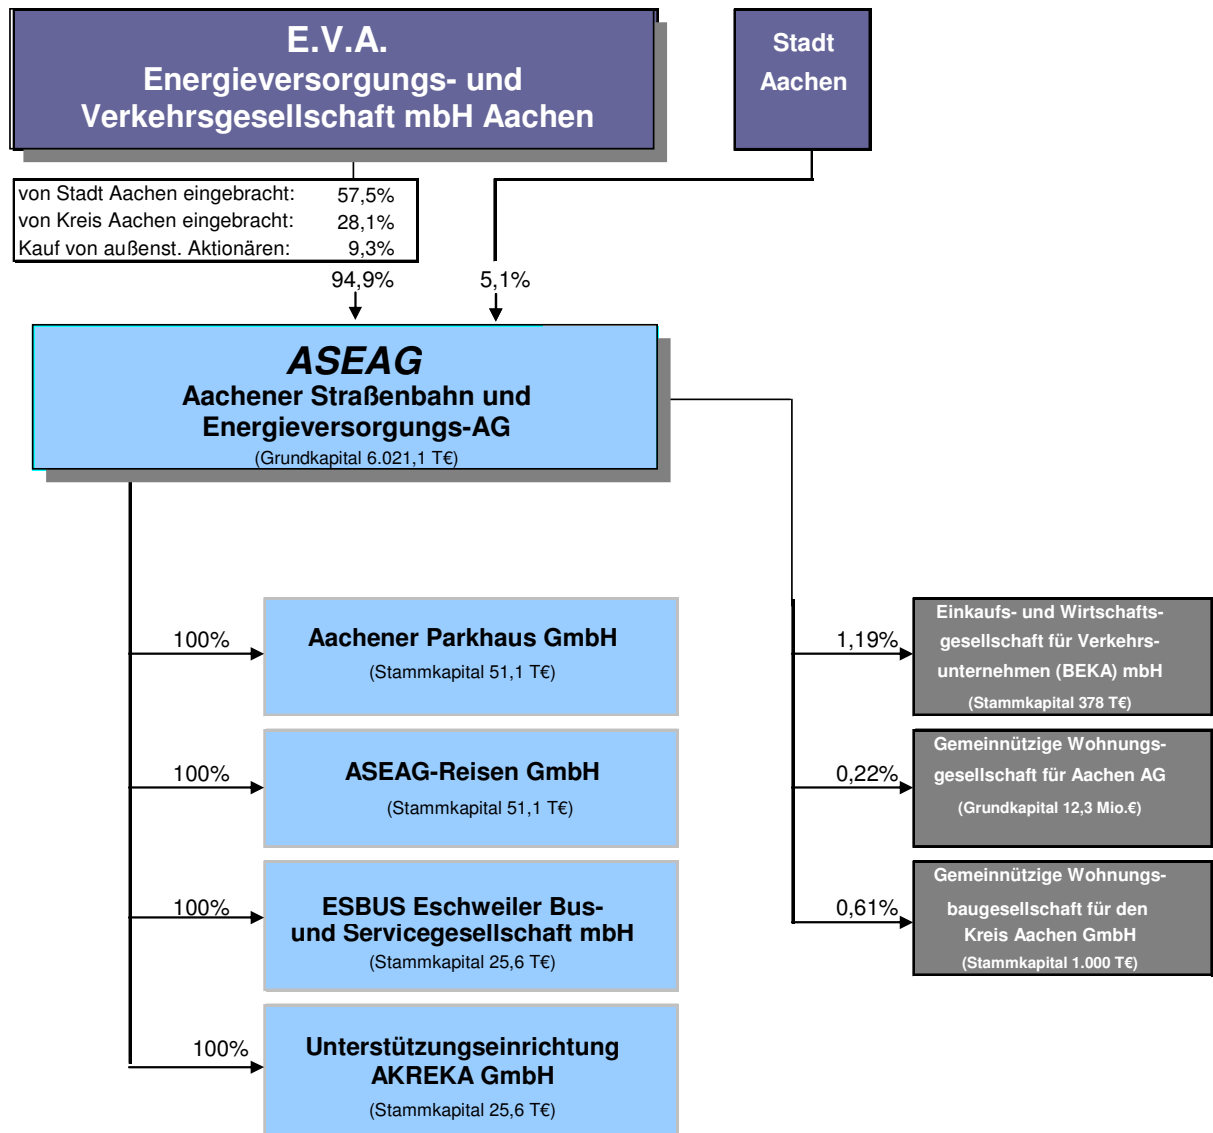 E.V.A.
Energieversorgungs- und
Verkehrsgesellschaft mbH Aachen
Stadt
Aachen
von Stadt Aachen eingebracht: 57,5%
von Kreis Aachen eingebracht: 28,1%
Kauf von außenst. Aktionären: 9,3%
94,9%
5,1%
ASEAG
Aachener Straßenbahn und
Energieversorgungs-AG
(Grundkapital 6.021,1 T€)
100%
Aachener Parkhaus GmbH
(Stammkapital 51,1 T€)
100%
ASEAG-Reisen GmbH
(Stammkapital 51,1 T€)
100%
ESBUS Eschweiler Bus-
und Servicegesellschaft mbH
(Stammkapital 25,6 T€)
100%
Unterstützungseinrichtung
AKREKA GmbH
(Stammkapital 25,6 T€)
1,19%
Einkaufs- und Wirtschafts-
gesellschaft für Verkehrs-
unternehmen (BEKA) mbH
(Stammkapital 378 T€)
0,22%
Gemeinnützige Wohnungs-
gesellschaft für Aachen AG
(Grundkapital 12,3 Mio.€)
0,61%
Gemeinnützige Wohnungs-
baugesellschaft für den
Kreis Aachen GmbH
(Stammkapital 1.000 T€)